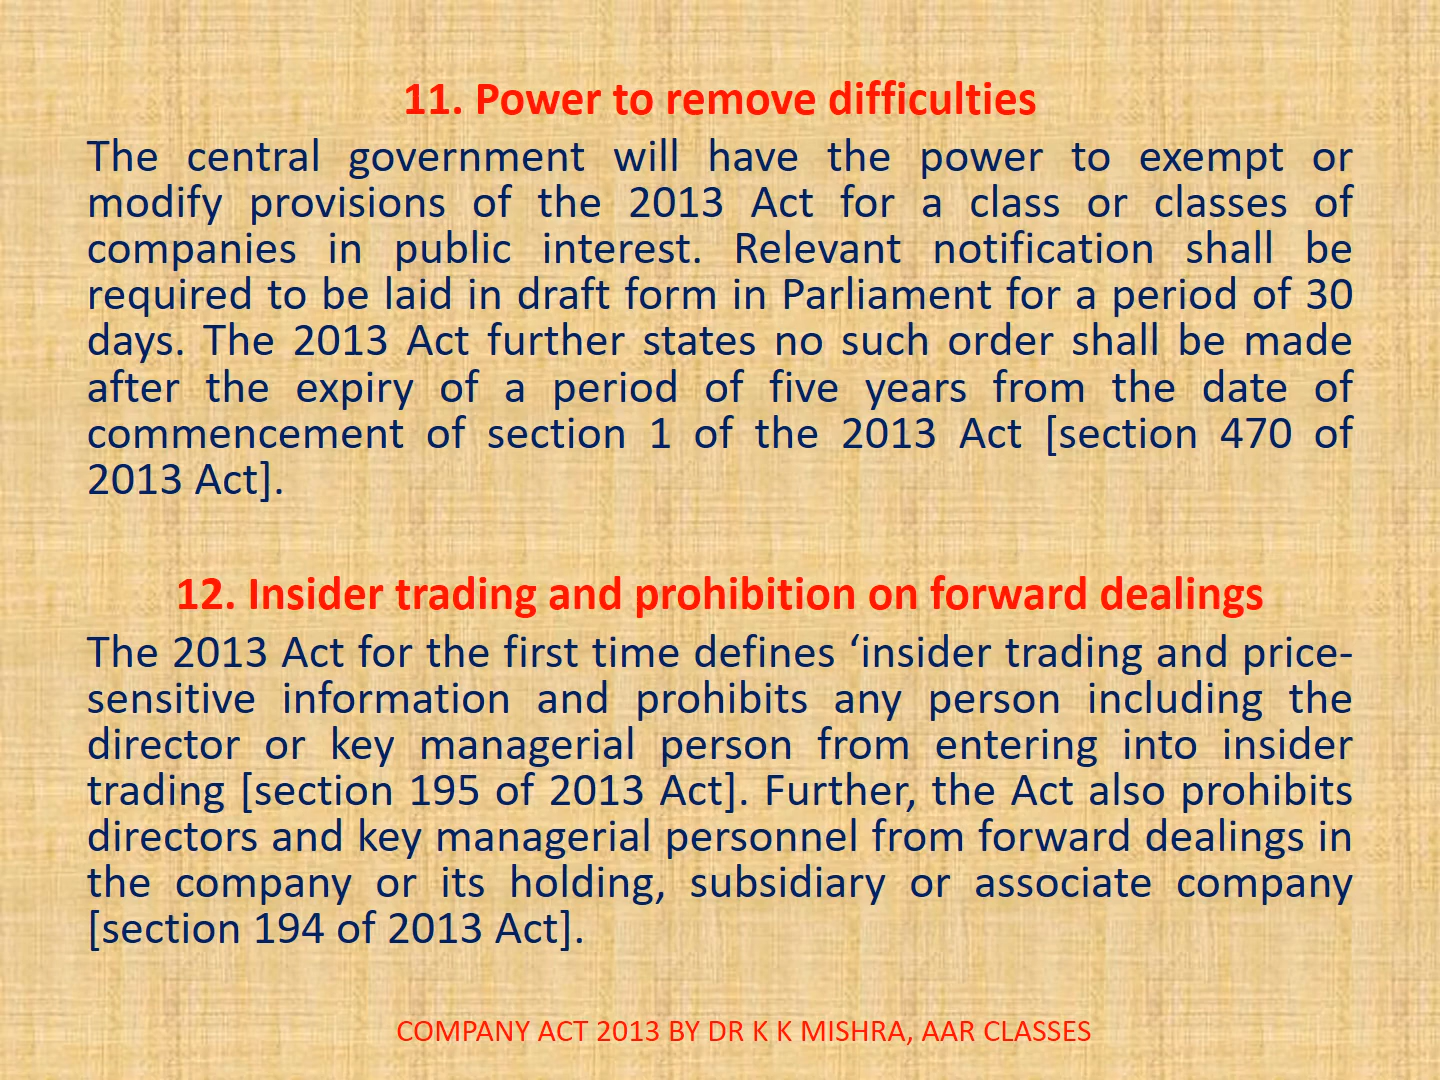 11. Power to remove difficulties
The central government will have the power to exempt or
modify provisions of the 2013 Act for a class or classes of
companies in public interest. Relevant notification shall be
required to be laid in draft form in Parliament for a period of 30
days. The 2013 Act further states no such order shall be made
after the expiry of a period of five years from the date of
commencement of section 1 of the 2013 Act [section 470 of
2013 Act].
12. Insider trading and prohibition on forward dealings
The 2013 Act for the first time defines ‘insider trading and price-
sensitive information and prohibits any person including the
director or key managerial person from entering into insider
trading [section 195 of 2013 Act]. Further, the Act also prohibits
directors and key managerial personnel from forward dealings in
the company or its holding, subsidiary or associate company
[section 194 of 2013 Act].
COMPANY ACT 2013 BY DR K K MISHRA, AAR CLASSES